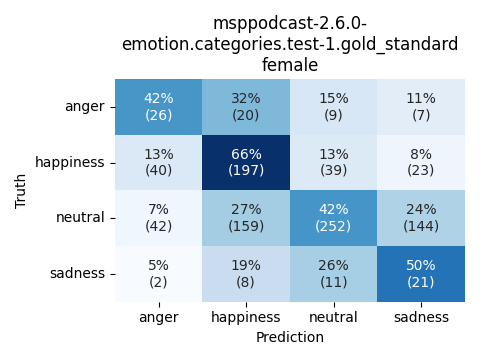 msppodcast-2.6.0-
emotion.categories.test-1.gold_standard
female
Truth
anger
42% 32% 15% 11%
(26) (20) (9) (7)
happiness
13% 66% 13% 8%
(40) (197) (39) (23)
neutral
7% 27% 42% 24%
(42) (159) (252) (144)
sadness
5% 19% 26% 50%
(2) (8) (11) (21)
anger happiness neutral sadness
Prediction